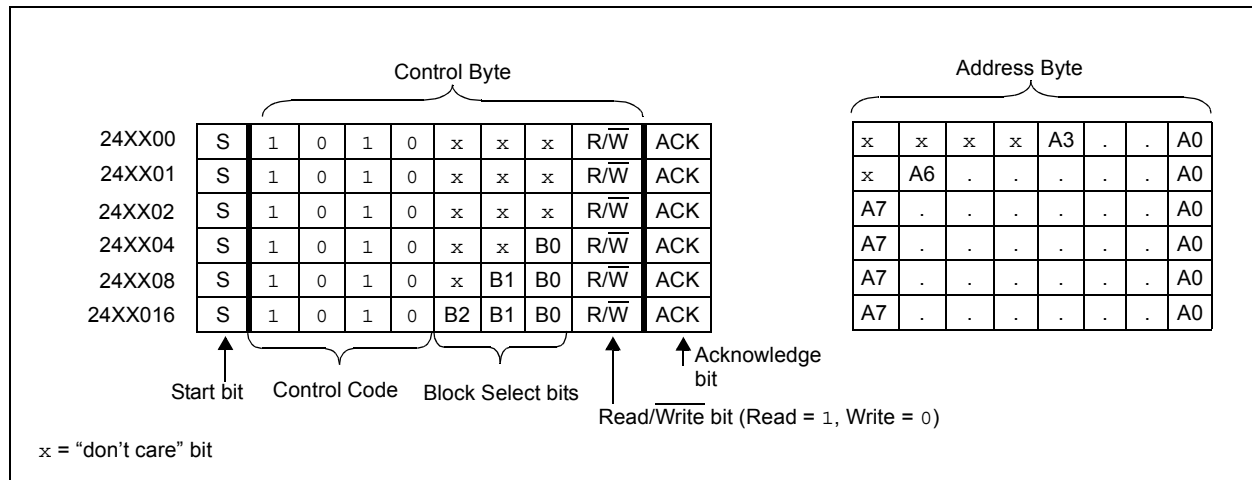 Control Byte Address Byte
24XX00 S 1 0 1 0 x x x R/W̅ ACK x x x x A3 . . A0
24XX01 S 1 0 1 0 x x x R/W̅ ACK x A6 . . . . . A0
24XX02 S 1 0 1 0 x x x R/W̅ ACK A7 . . . . . . A0
24XX04 S 1 0 1 0 x x B0 R/W̅ ACK A7 . . . . . . A0
24XX08 S 1 0 1 0 x B1 B0 R/W̅ ACK A7 . . . . . . A0
24XX016 S 1 0 1 0 B2 B1 B0 R/W̅ ACK A7 . . . . . . A0
Start bit Control Code Block Select bits Acknowledge
bit
Read/W̅r̅i̅t̅e̅ bit (Read = 1, Write = 0)
x = “don’t care” bit